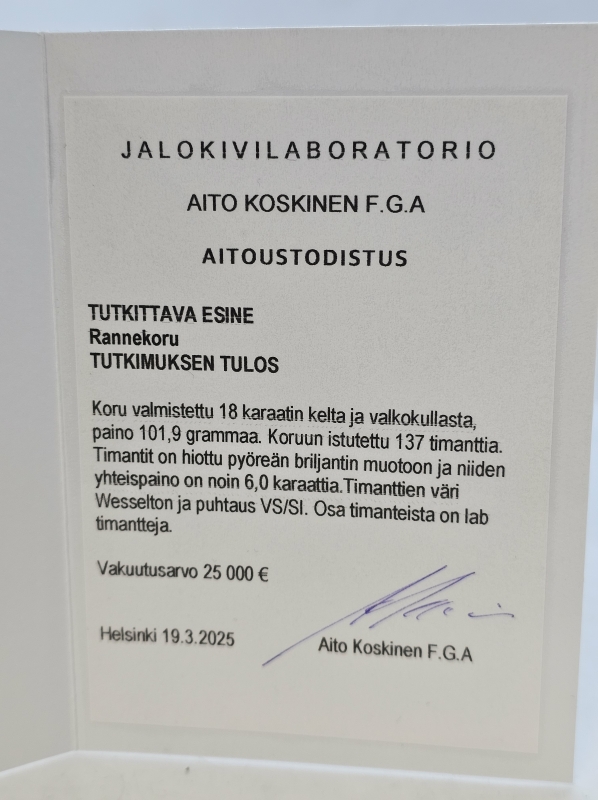 JALOKIVILABORATORIO
AITO KOSKINEN F.G.A
AITOUSTODISTUS
TUTKITTAVA ESINE
Rannekoru
TUTKIMUKSEN TULOS
Koru valmistettu 18 karaatin kelta ja valkokullasta,
paino 101,9 grammaa. Koruun istutettu 137 timanttia.
Timantit on hiottu pyöreän briljantin muotoon ja niiden
yhteispaino on noin 6,0 karaattia.Timanttien väri
Wesselton ja puhtaus VS/SI. Osa timanteista on lab
timantteja.
Vakuutusarvo 25 000 €
Helsinki 19.3.2025
Aito Koskinen F.G.A